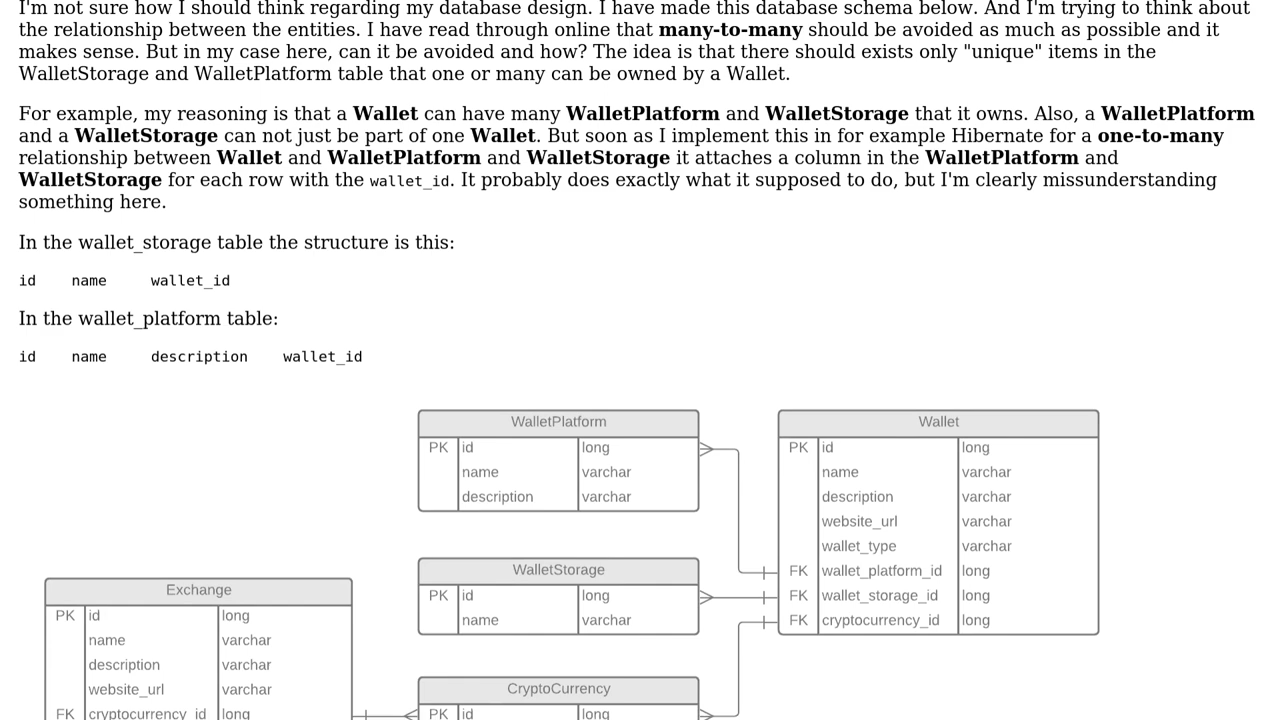 I'm not sure how I should think regarding my database design. I have made this database schema below. And I'm trying to think about
the relationship between the entities. I have read through online that many-to-many should be avoided as much as possible and it
makes sense. But in my case here, can it be avoided and how? The idea is that there should exists only "unique" items in the
WalletStorage and WalletPlatform table that one or many can be owned by a Wallet.
For example, my reasoning is that a Wallet can have many WalletPlatform and WalletStorage that it owns. Also, a WalletPlatform
and a WalletStorage can not just be part of one Wallet. But soon as I implement this in for example Hibernate for a one-to-many
relationship between Wallet and WalletPlatform and WalletStorage it attaches a column in the WalletPlatform and
WalletStorage for each row with the wallet_id. It probably does exactly what it supposed to do, but I'm clearly missunderstanding
something here.
In the wallet_storage table the structure is this:
id name wallet_id
In the wallet_platform table:
id name description wallet_id
WalletPlatform
PK id long
name varchar
description varchar
Wallet
PK id long
name varchar
description varchar
website_url varchar
wallet_type varchar
FK wallet_platform_id long
FK wallet_storage_id long
FK cryptocurrency_id long
WalletStorage
PK id long
name varchar
Exchange
PK id long
name varchar
description varchar
website_url varchar
FK cryptocurrency_id long
CryptoCurrency
PK id long